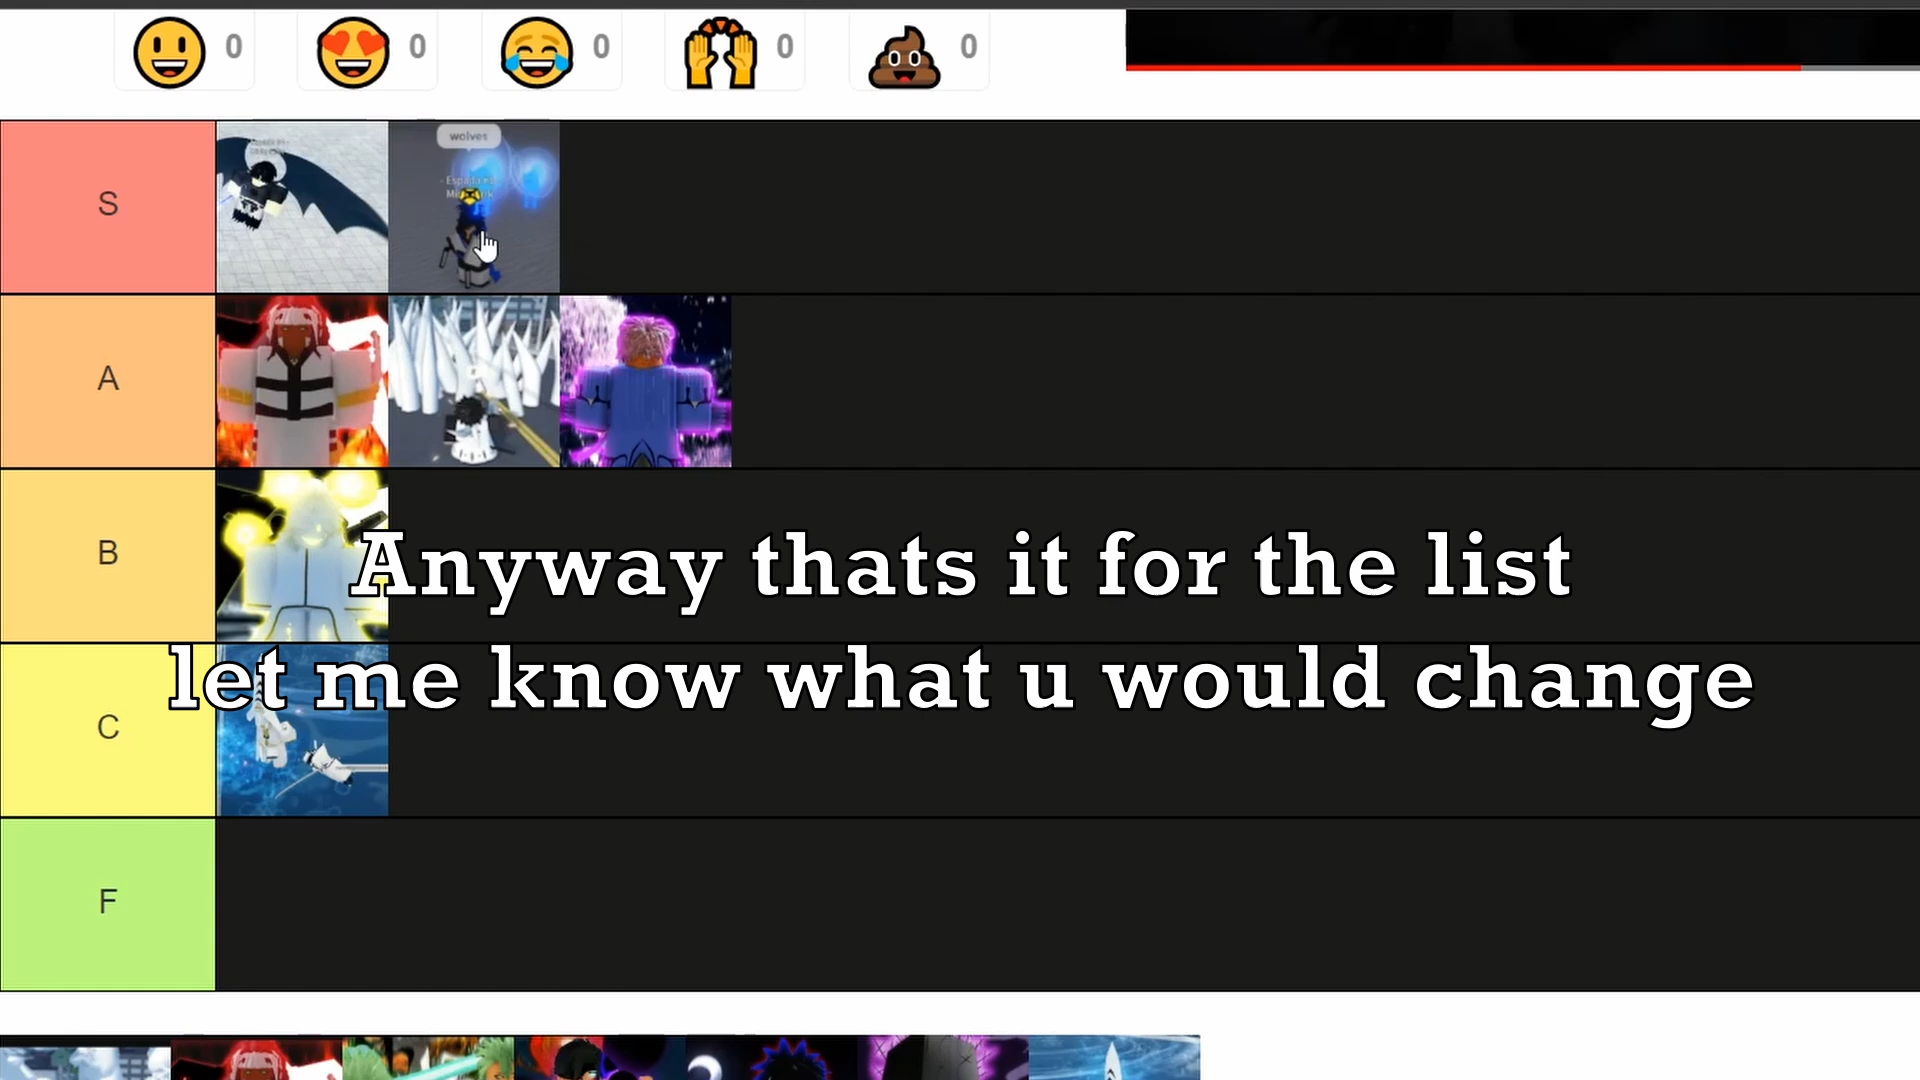 0 0 0 0 0
S
wolves
A
B
Anyway thats it for the list
let me know what u would change
C
F